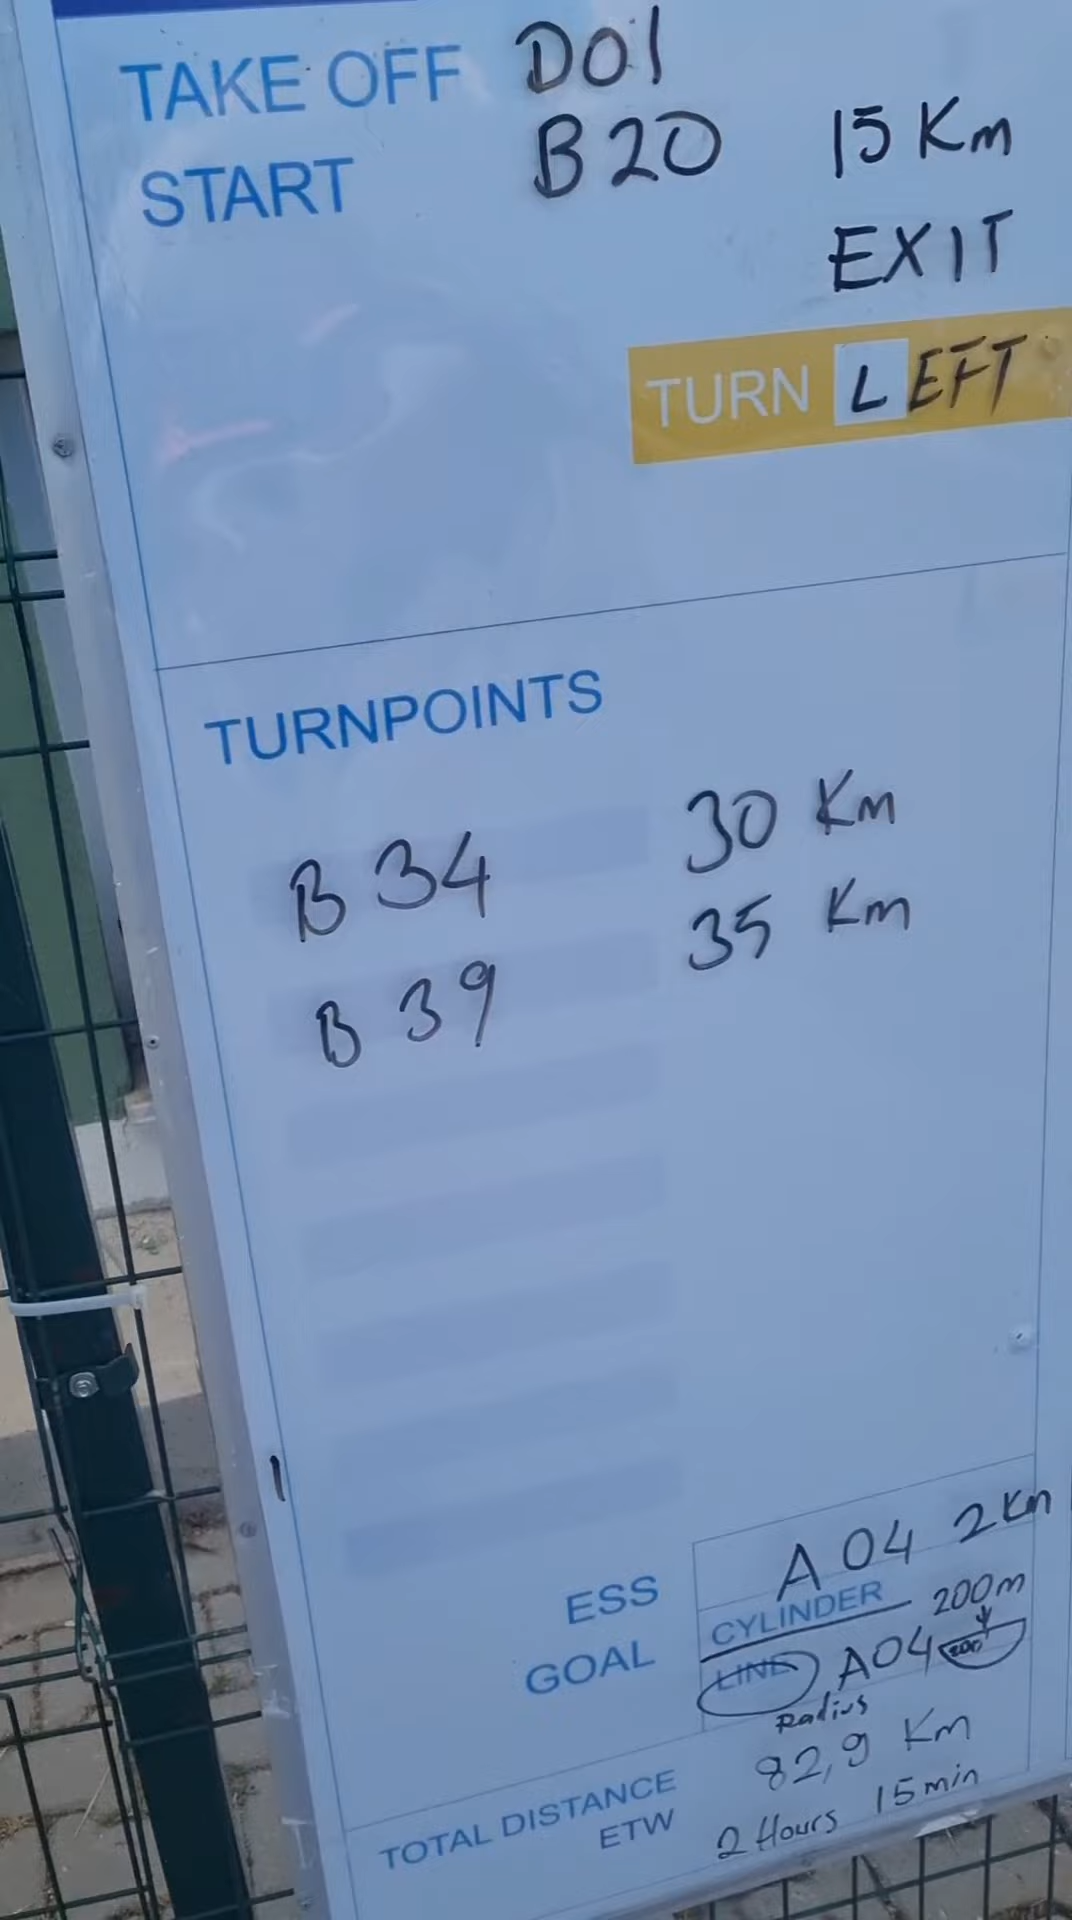 TAKE OFF D01
START B20 15 Km
EXIT
TURN LEFT
TURNPOINTS
B34 30 Km
B39 35 Km
ESS A04 2 Km
CYLINDER 200m
GOAL LINE A04 200
Radius
TOTAL DISTANCE 82,9 Km
ETW 2 Hours 15 min